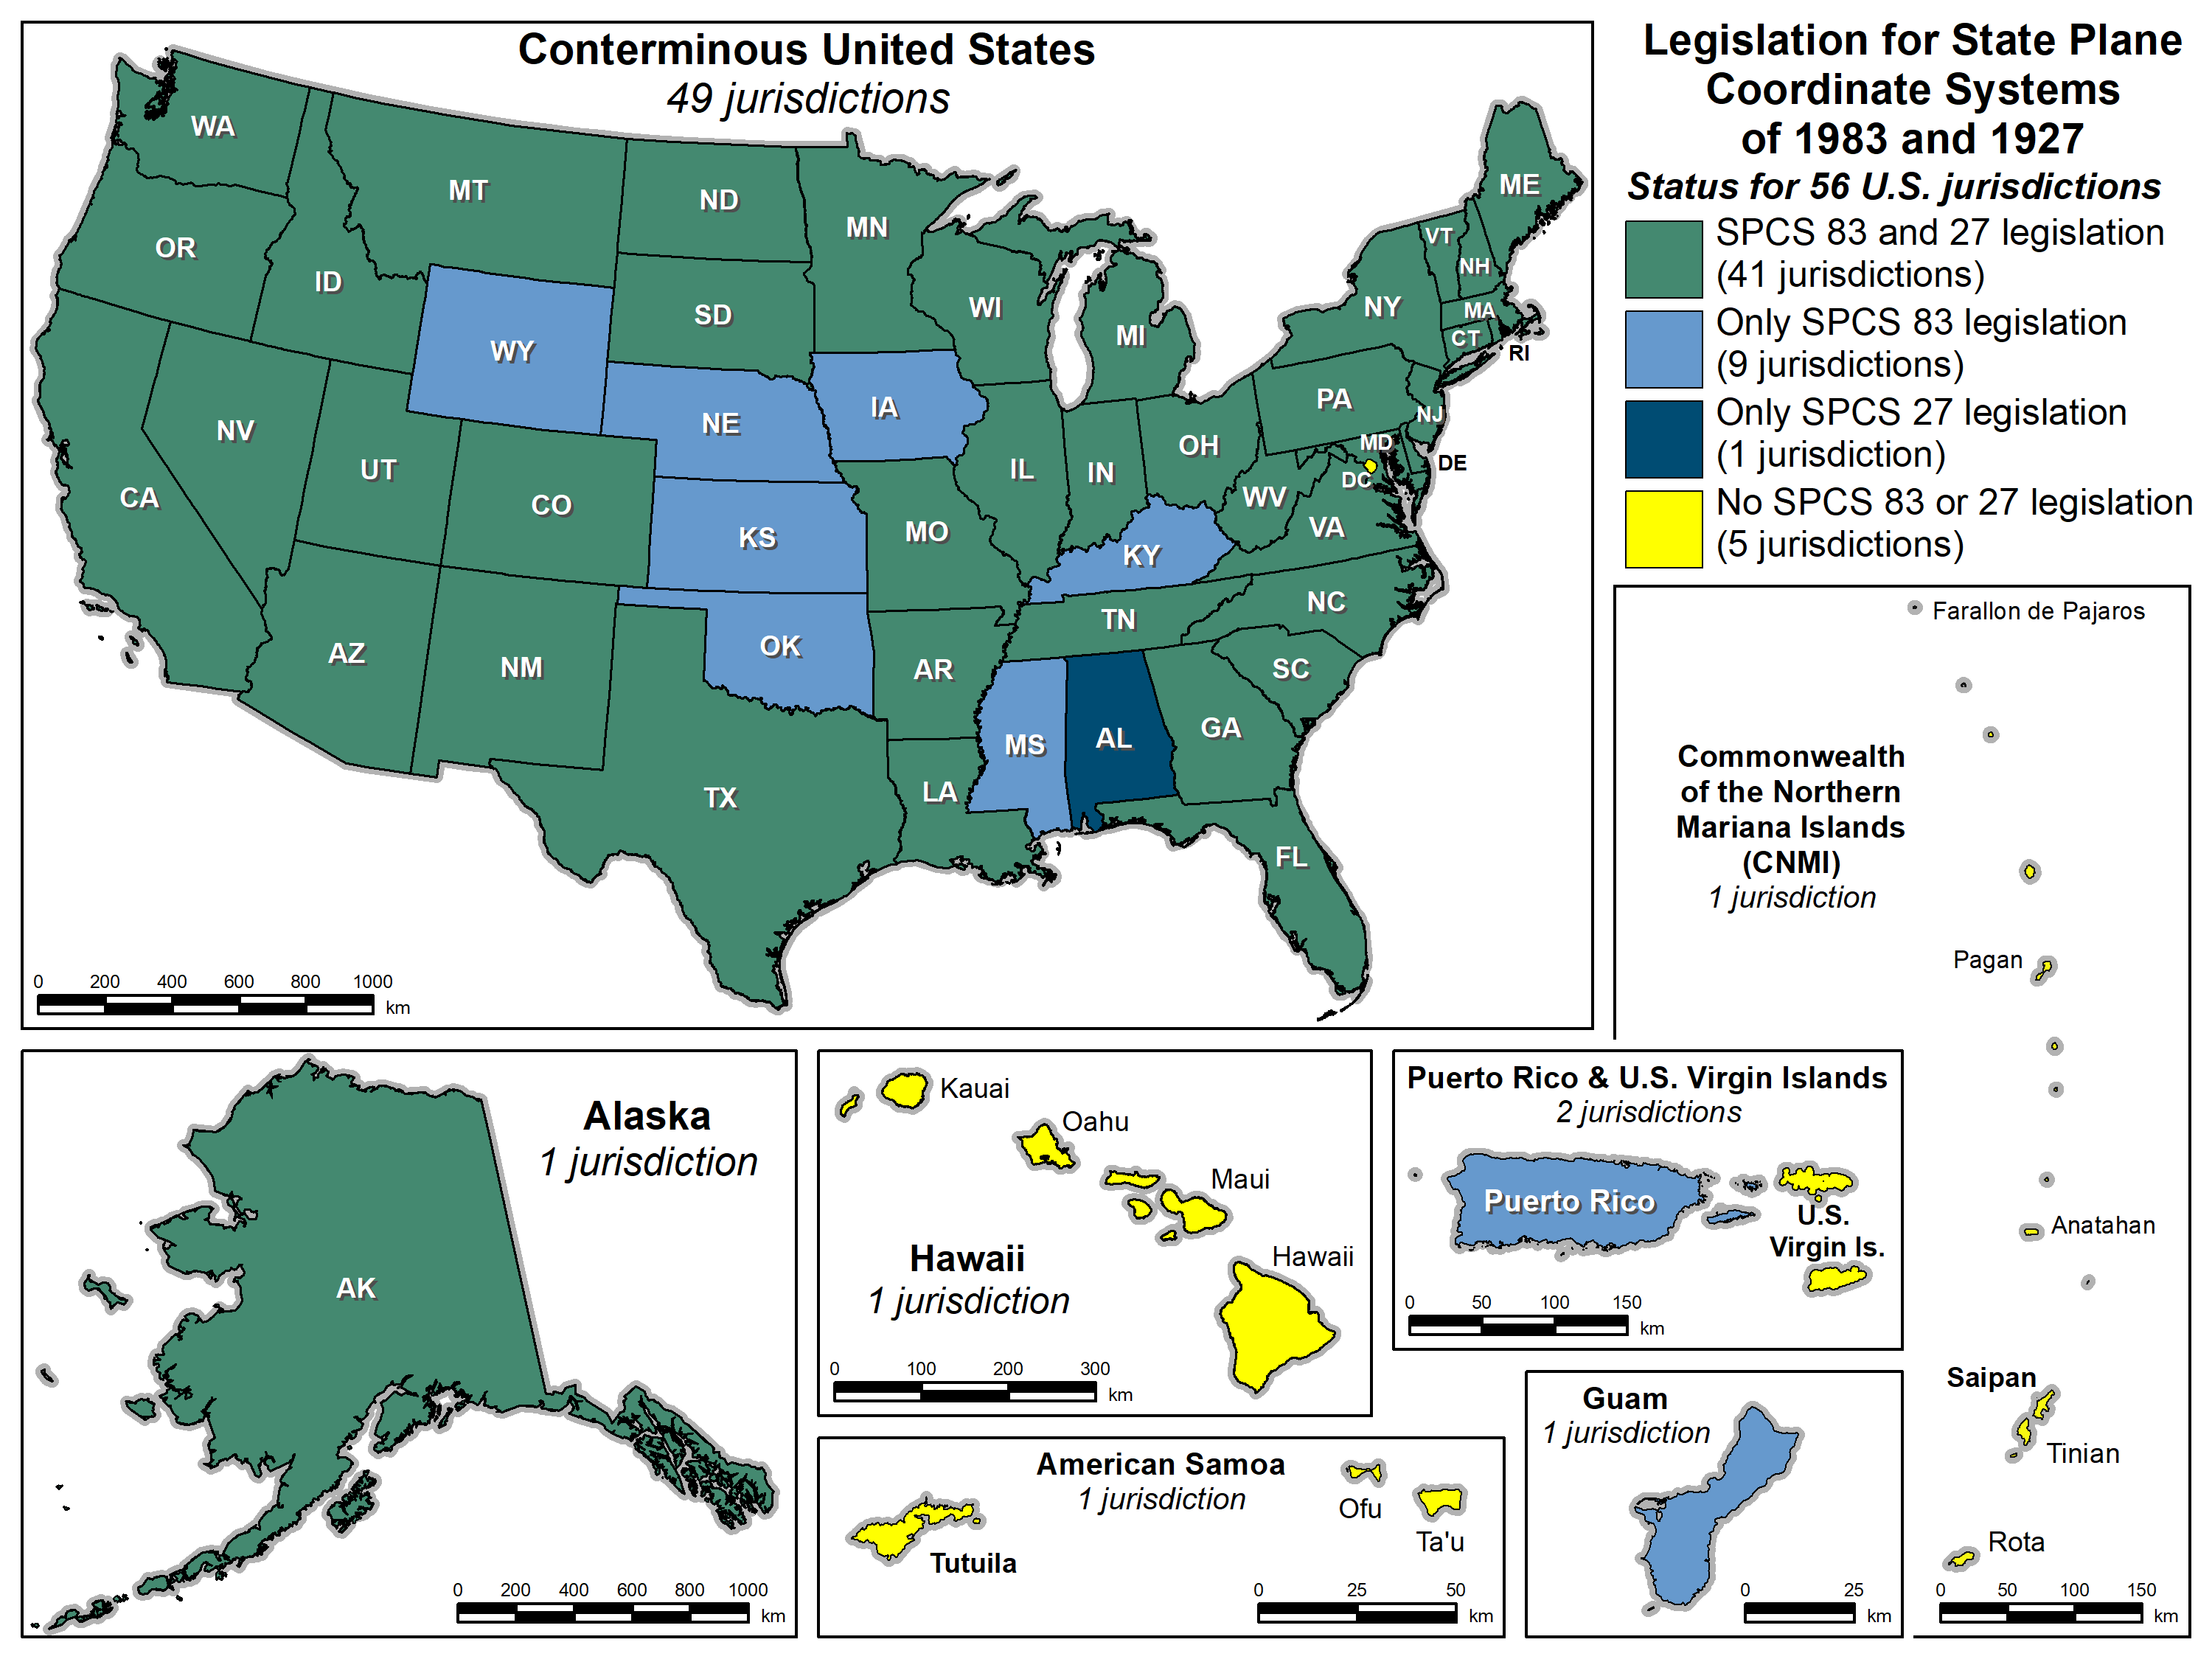 Conterminous United States
49 jurisdictions
WA
MT
ND
MN
ME
OR
ID
SD
WI
MI
NY
VT
NH
MA
CT
RI
WY
NE
IA
PA
NJ
NV
UT
CO
CA
KS
MO
IL
IN
OH
MD
DE
DC
WV
VA
KY
AZ
NM
OK
AR
TN
NC
SC
TX
LA
MS
AL
GA
FL
0 200 400 600 800 1000
km
Legislation for State Plane
Coordinate Systems
of 1983 and 1927
Status for 56 U.S. jurisdictions
SPCS 83 and 27 legislation
(41 jurisdictions)
Only SPCS 83 legislation
(9 jurisdictions)
Only SPCS 27 legislation
(1 jurisdiction)
No SPCS 83 or 27 legislation
(5 jurisdictions)
Farallon de Pajaros
Commonwealth
of the Northern
Mariana Islands
(CNMI)
1 jurisdiction
Pagan
Anatahan
Saipan
Tinian
Rota
0 50 100 150
km
Alaska
1 jurisdiction
AK
0 200 400 600 800 1000
km
Kauai
Oahu
Maui
Hawaii
Hawaii
1 jurisdiction
0 100 200 300
km
Puerto Rico & U.S. Virgin Islands
2 jurisdictions
Puerto Rico
U.S.
Virgin Is.
0 50 100 150
km
American Samoa
1 jurisdiction
Ofu
Ta'u
Tutuila
0 25 50
km
Guam
1 jurisdiction
0 25
km